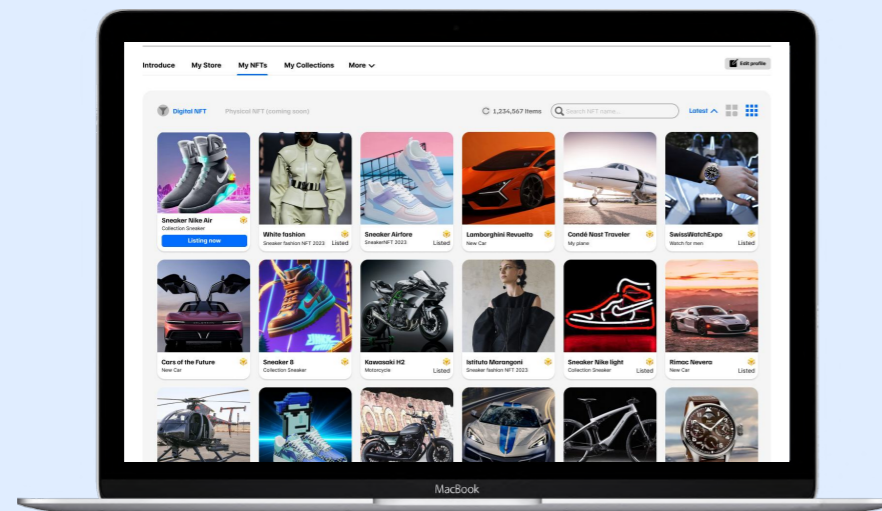 Introduce My Store My NFTs My Collections More
Edit profile
Digital NFT Physical NFT (coming soon) 1,234,567 Items Search NFT name... Latest
Sneaker Nike Air
Collection Sneaker
Listing now
White fashion
Sneaker fashion NFT 2023 Listed
Sneaker Airfore
SneakerNFT 2023 Listed
Lamborghini Revuelto
New Car
Condé Nast Traveler
My plane
SwissWatchExpo
Watch for men Listed
Cars of the Future
New Car
Sneaker 8
Collection Sneaker
Kawasaki H2
Motorcycle Listed
Istituto Marangoni
Sneaker fashion NFT 2023
Sneaker Nike light
Collection Sneaker Listed
Rimac Nevera
New Car Listed
MacBook